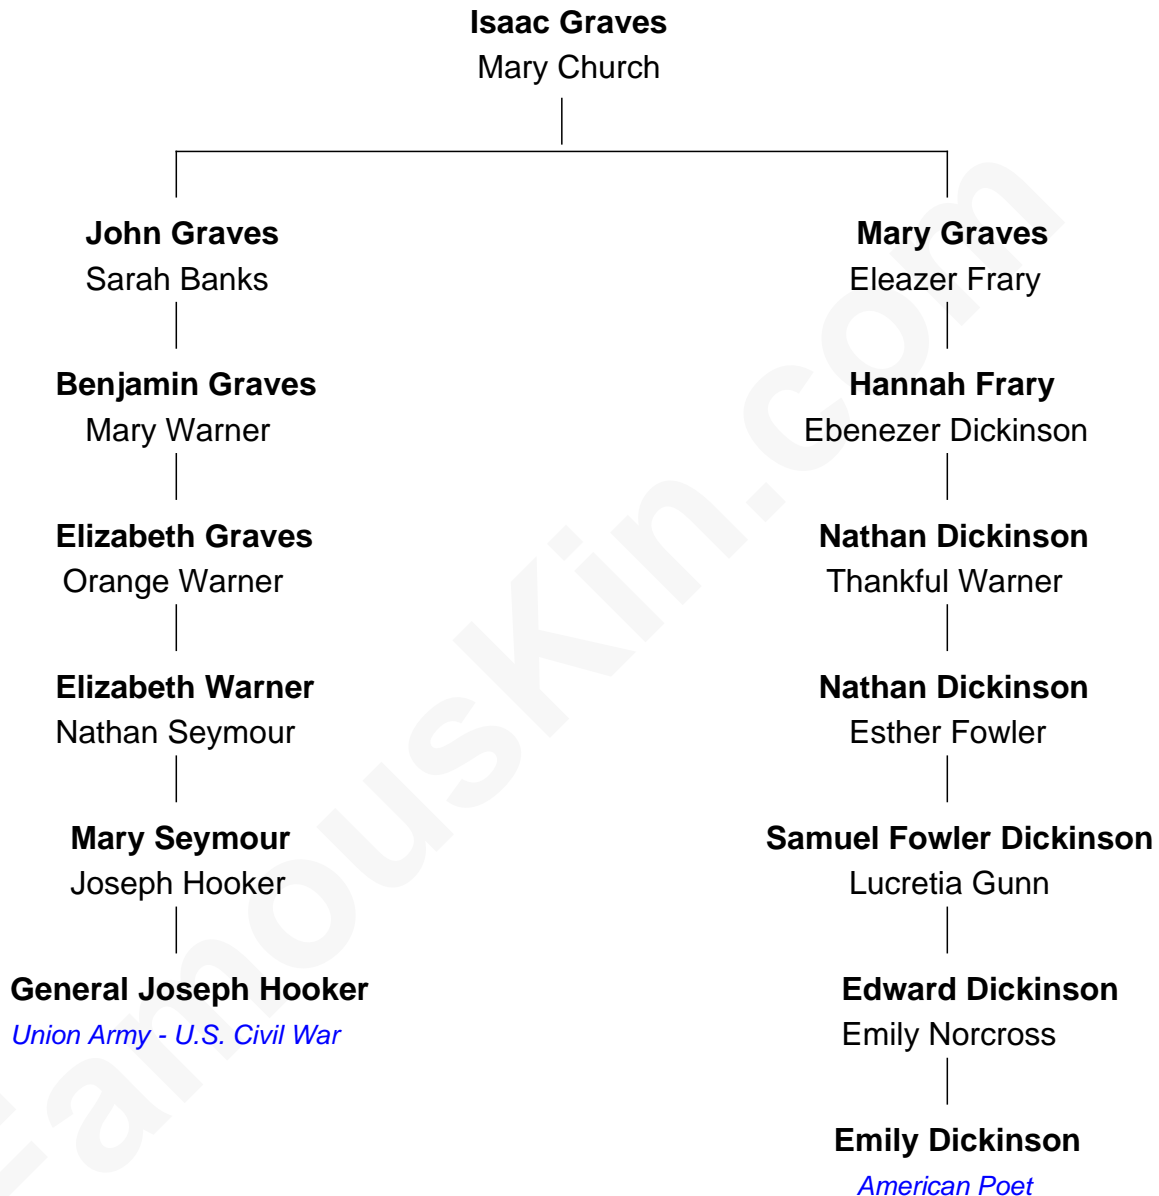 Isaac Graves
Mary Church
John Graves
Sarah Banks
Mary Graves
Eleazer Frary
Benjamin Graves
Mary Warner
Hannah Frary
Ebenezer Dickinson
Elizabeth Graves
Orange Warner
Nathan Dickinson
Thankful Warner
Elizabeth Warner
Nathan Seymour
Nathan Dickinson
Esther Fowler
Mary Seymour
Joseph Hooker
Samuel Fowler Dickinson
Lucretia Gunn
General Joseph Hooker
Union Army - U.S. Civil War
Edward Dickinson
Emily Norcross
Emily Dickinson
American Poet
FamousKin.com